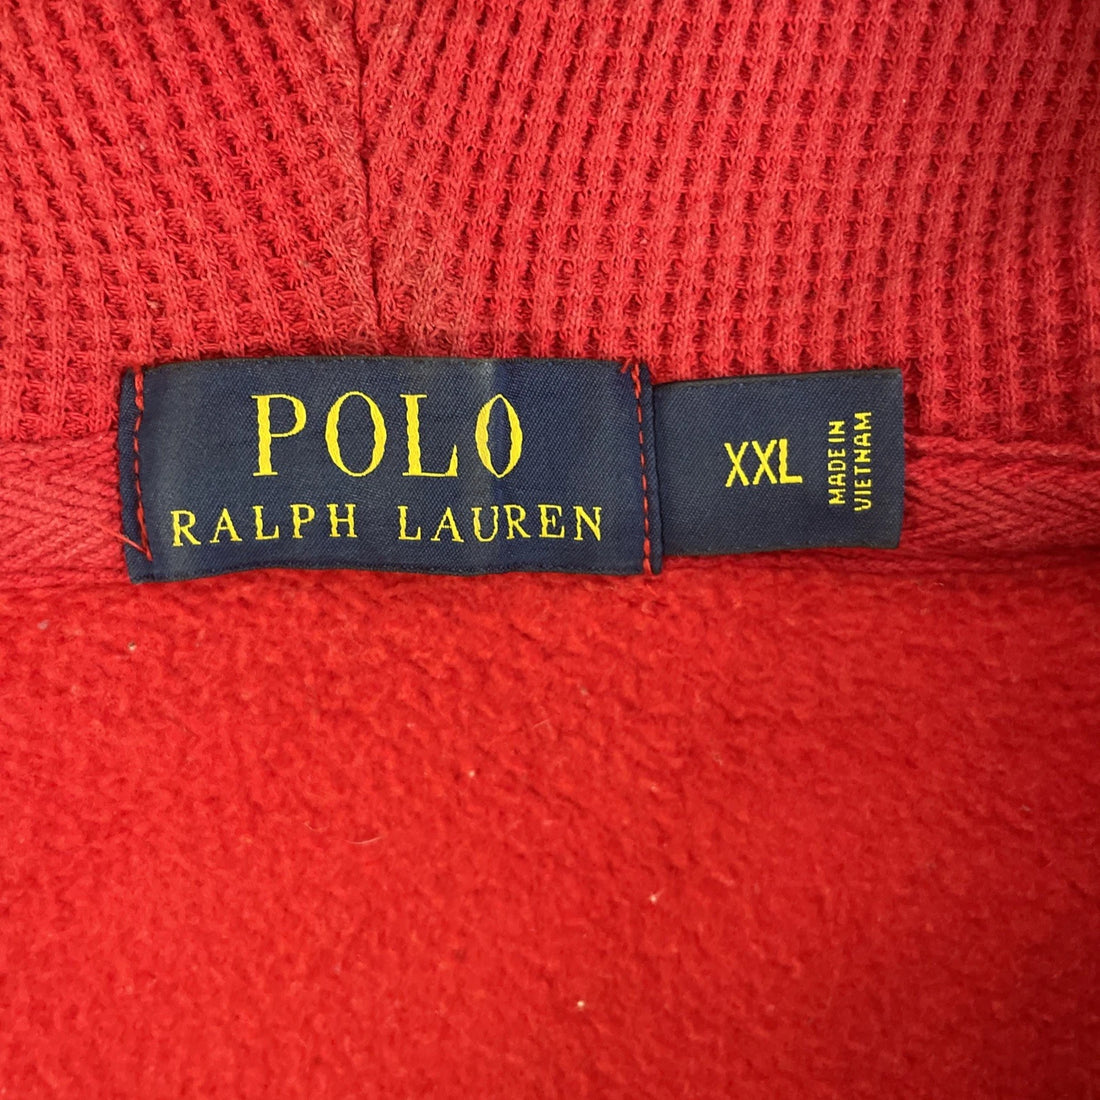 POLO
RALPH LAUREN
XXL
MADE IN
VIETNAM